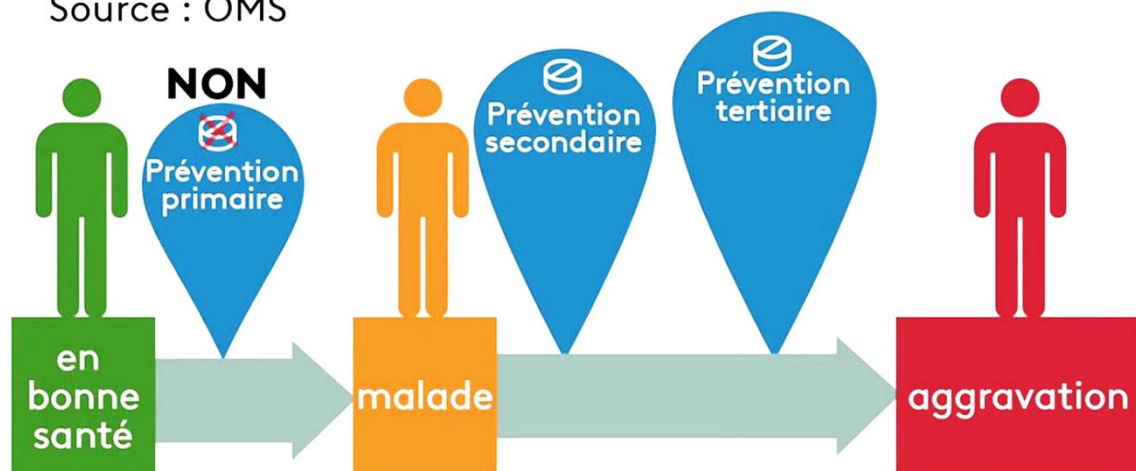 Source : OMS
NON
Prévention
primaire
Prévention
secondaire
Prévention
tertiaire
en
bonne
santé
malade
aggravation